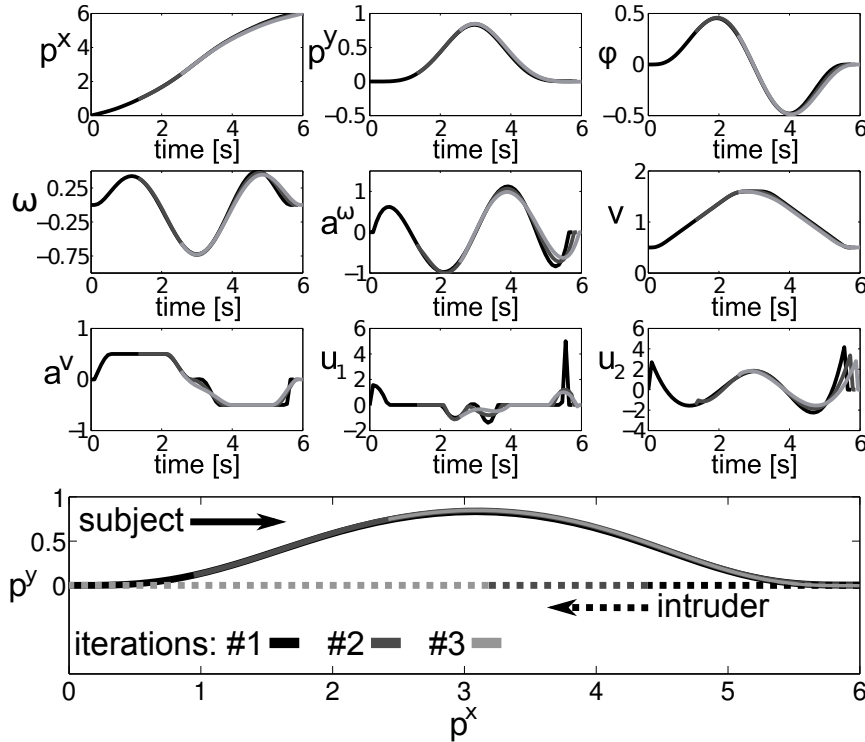 p^x
6
4
2
0
0 2 4 6
time [s]
p^y
1
0.5
0
−0.5
0 2 4 6
time [s]
φ
0.5
0
−0.5
0 2 4 6
time [s]
ω
0.25
−0.25
−0.75
0 2 4 6
time [s]
a^ω
1
0
−1
0 2 4 6
time [s]
v
2
1
0
0 2 4 6
time [s]
a^v
1
0
−1
0 2 4 6
time [s]
u_1
6
4
2
0
−2
0 2 4 6
time [s]
u_2
6
4
2
0
−2
−4
0 2 4 6
time [s]
p^y
1
0.5
0
subject
intruder
iterations: #1 #2 #3
0 1 2 3 4 5 6
p^x